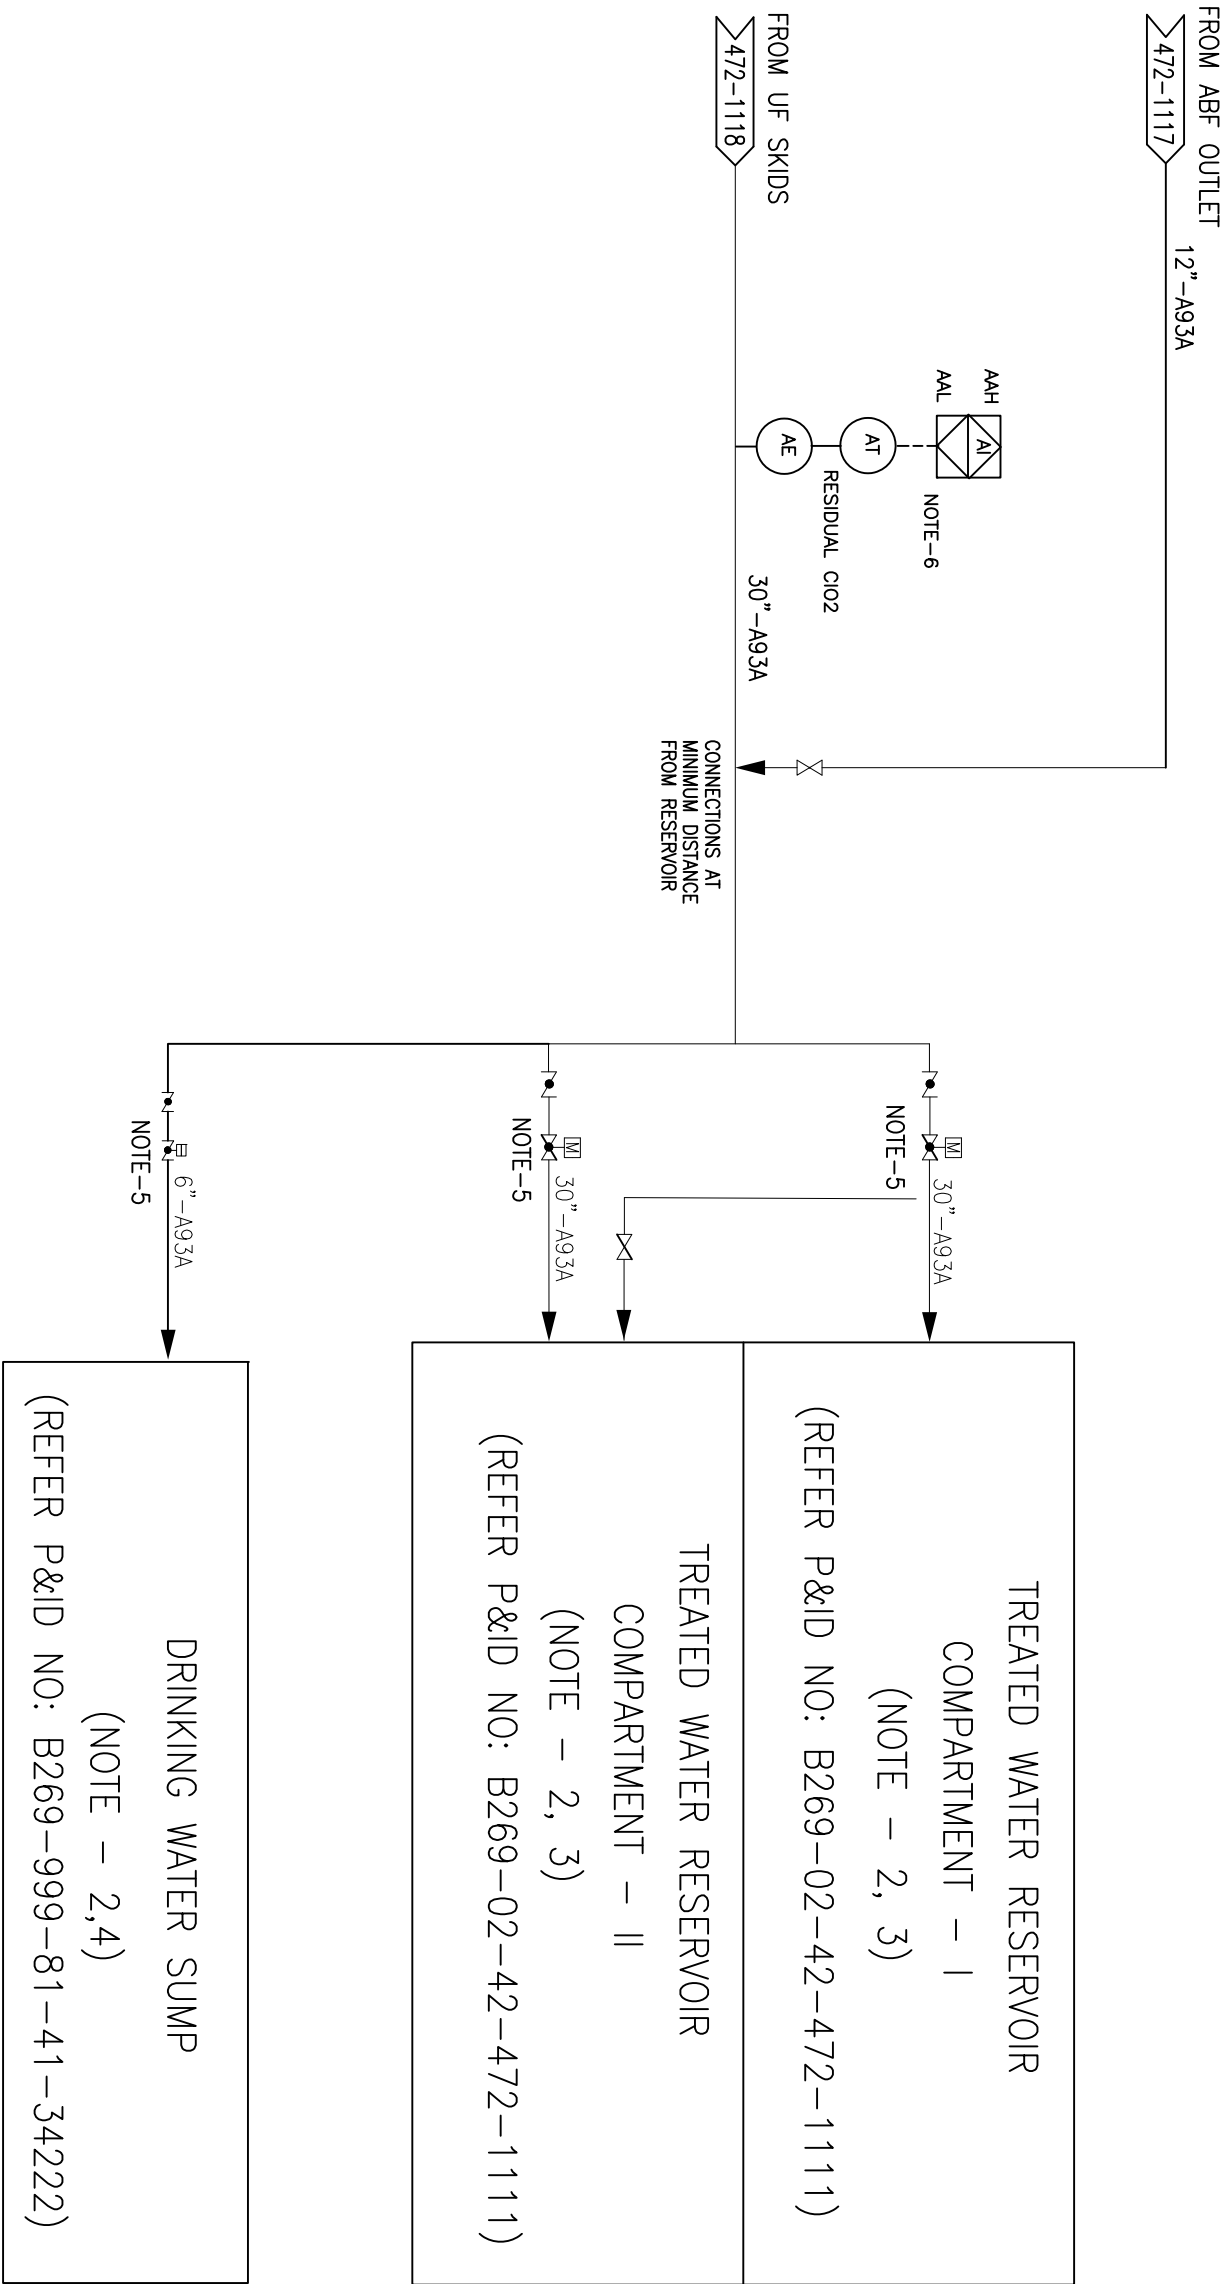 FROM ABF OUTLET
472-1117
12"-A93A
FROM UF SKIDS
472-1118
AAH
AAL
AI
NOTE-6
AT
AE
RESIDUAL ClO2
30"-A93A
CONNECTIONS AT
MINIMUM DISTANCE
FROM RESERVOIR
M
NOTE-5
30"-A93A
M
NOTE-5
30"-A93A
NOTE-5
6"-A93A
TREATED WATER RESERVOIR
COMPARTMENT - I
(NOTE - 2, 3)
(REFER P&ID NO: B269-02-42-472-1111)
TREATED WATER RESERVOIR
COMPARTMENT - II
(NOTE - 2, 3)
(REFER P&ID NO: B269-02-42-472-1111)
DRINKING WATER SUMP
(NOTE - 2,4)
(REFER P&ID NO: B269-999-81-41-34222)